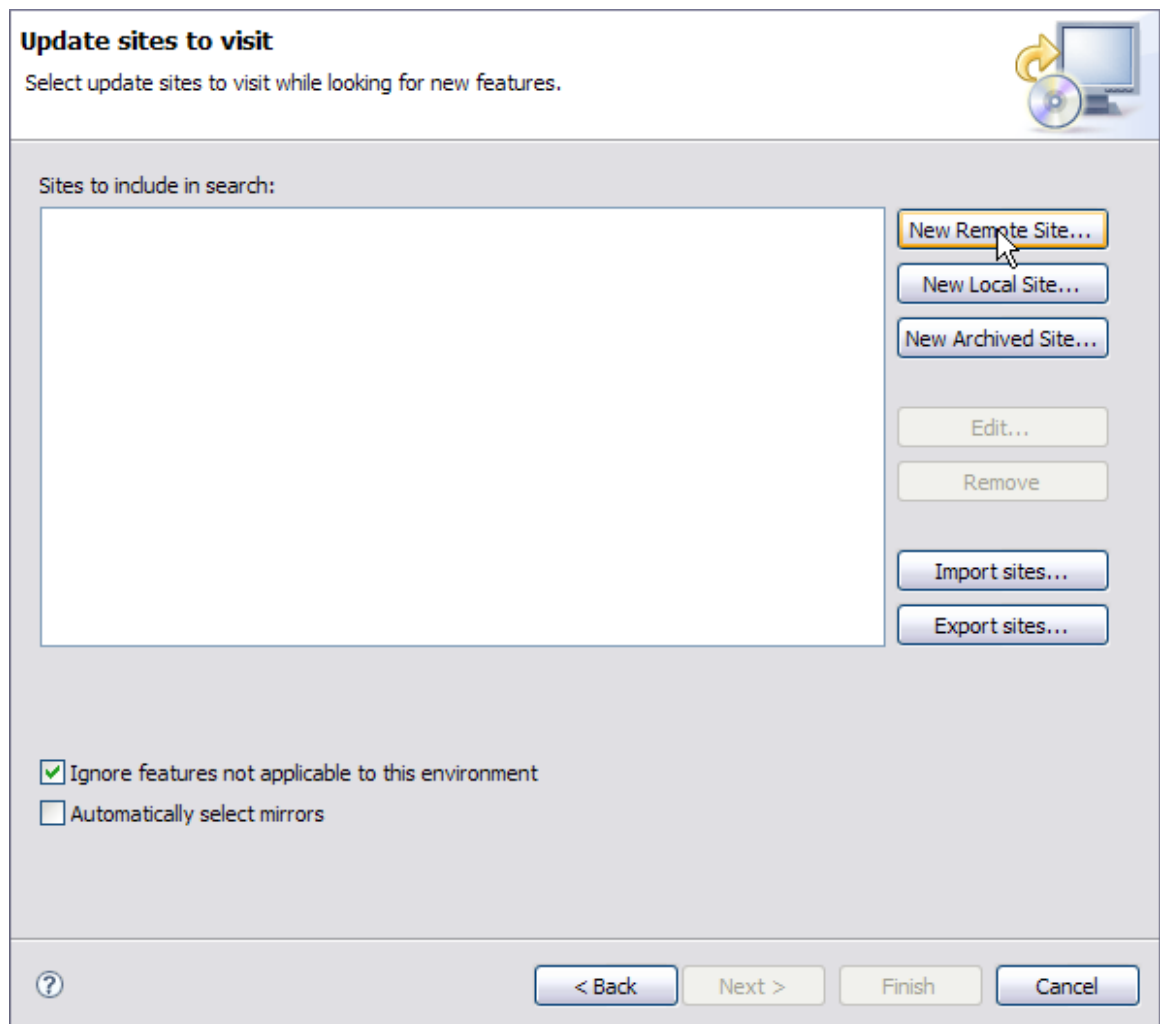 Update sites to visit
Select update sites to visit while looking for new features.
Sites to include in search:
New Remote Site...
New Local Site...
New Archived Site...
Edit...
Remove
Import sites...
Export sites...
Ignore features not applicable to this environment
Automatically select mirrors
?
< Back
Next >
Finish
Cancel